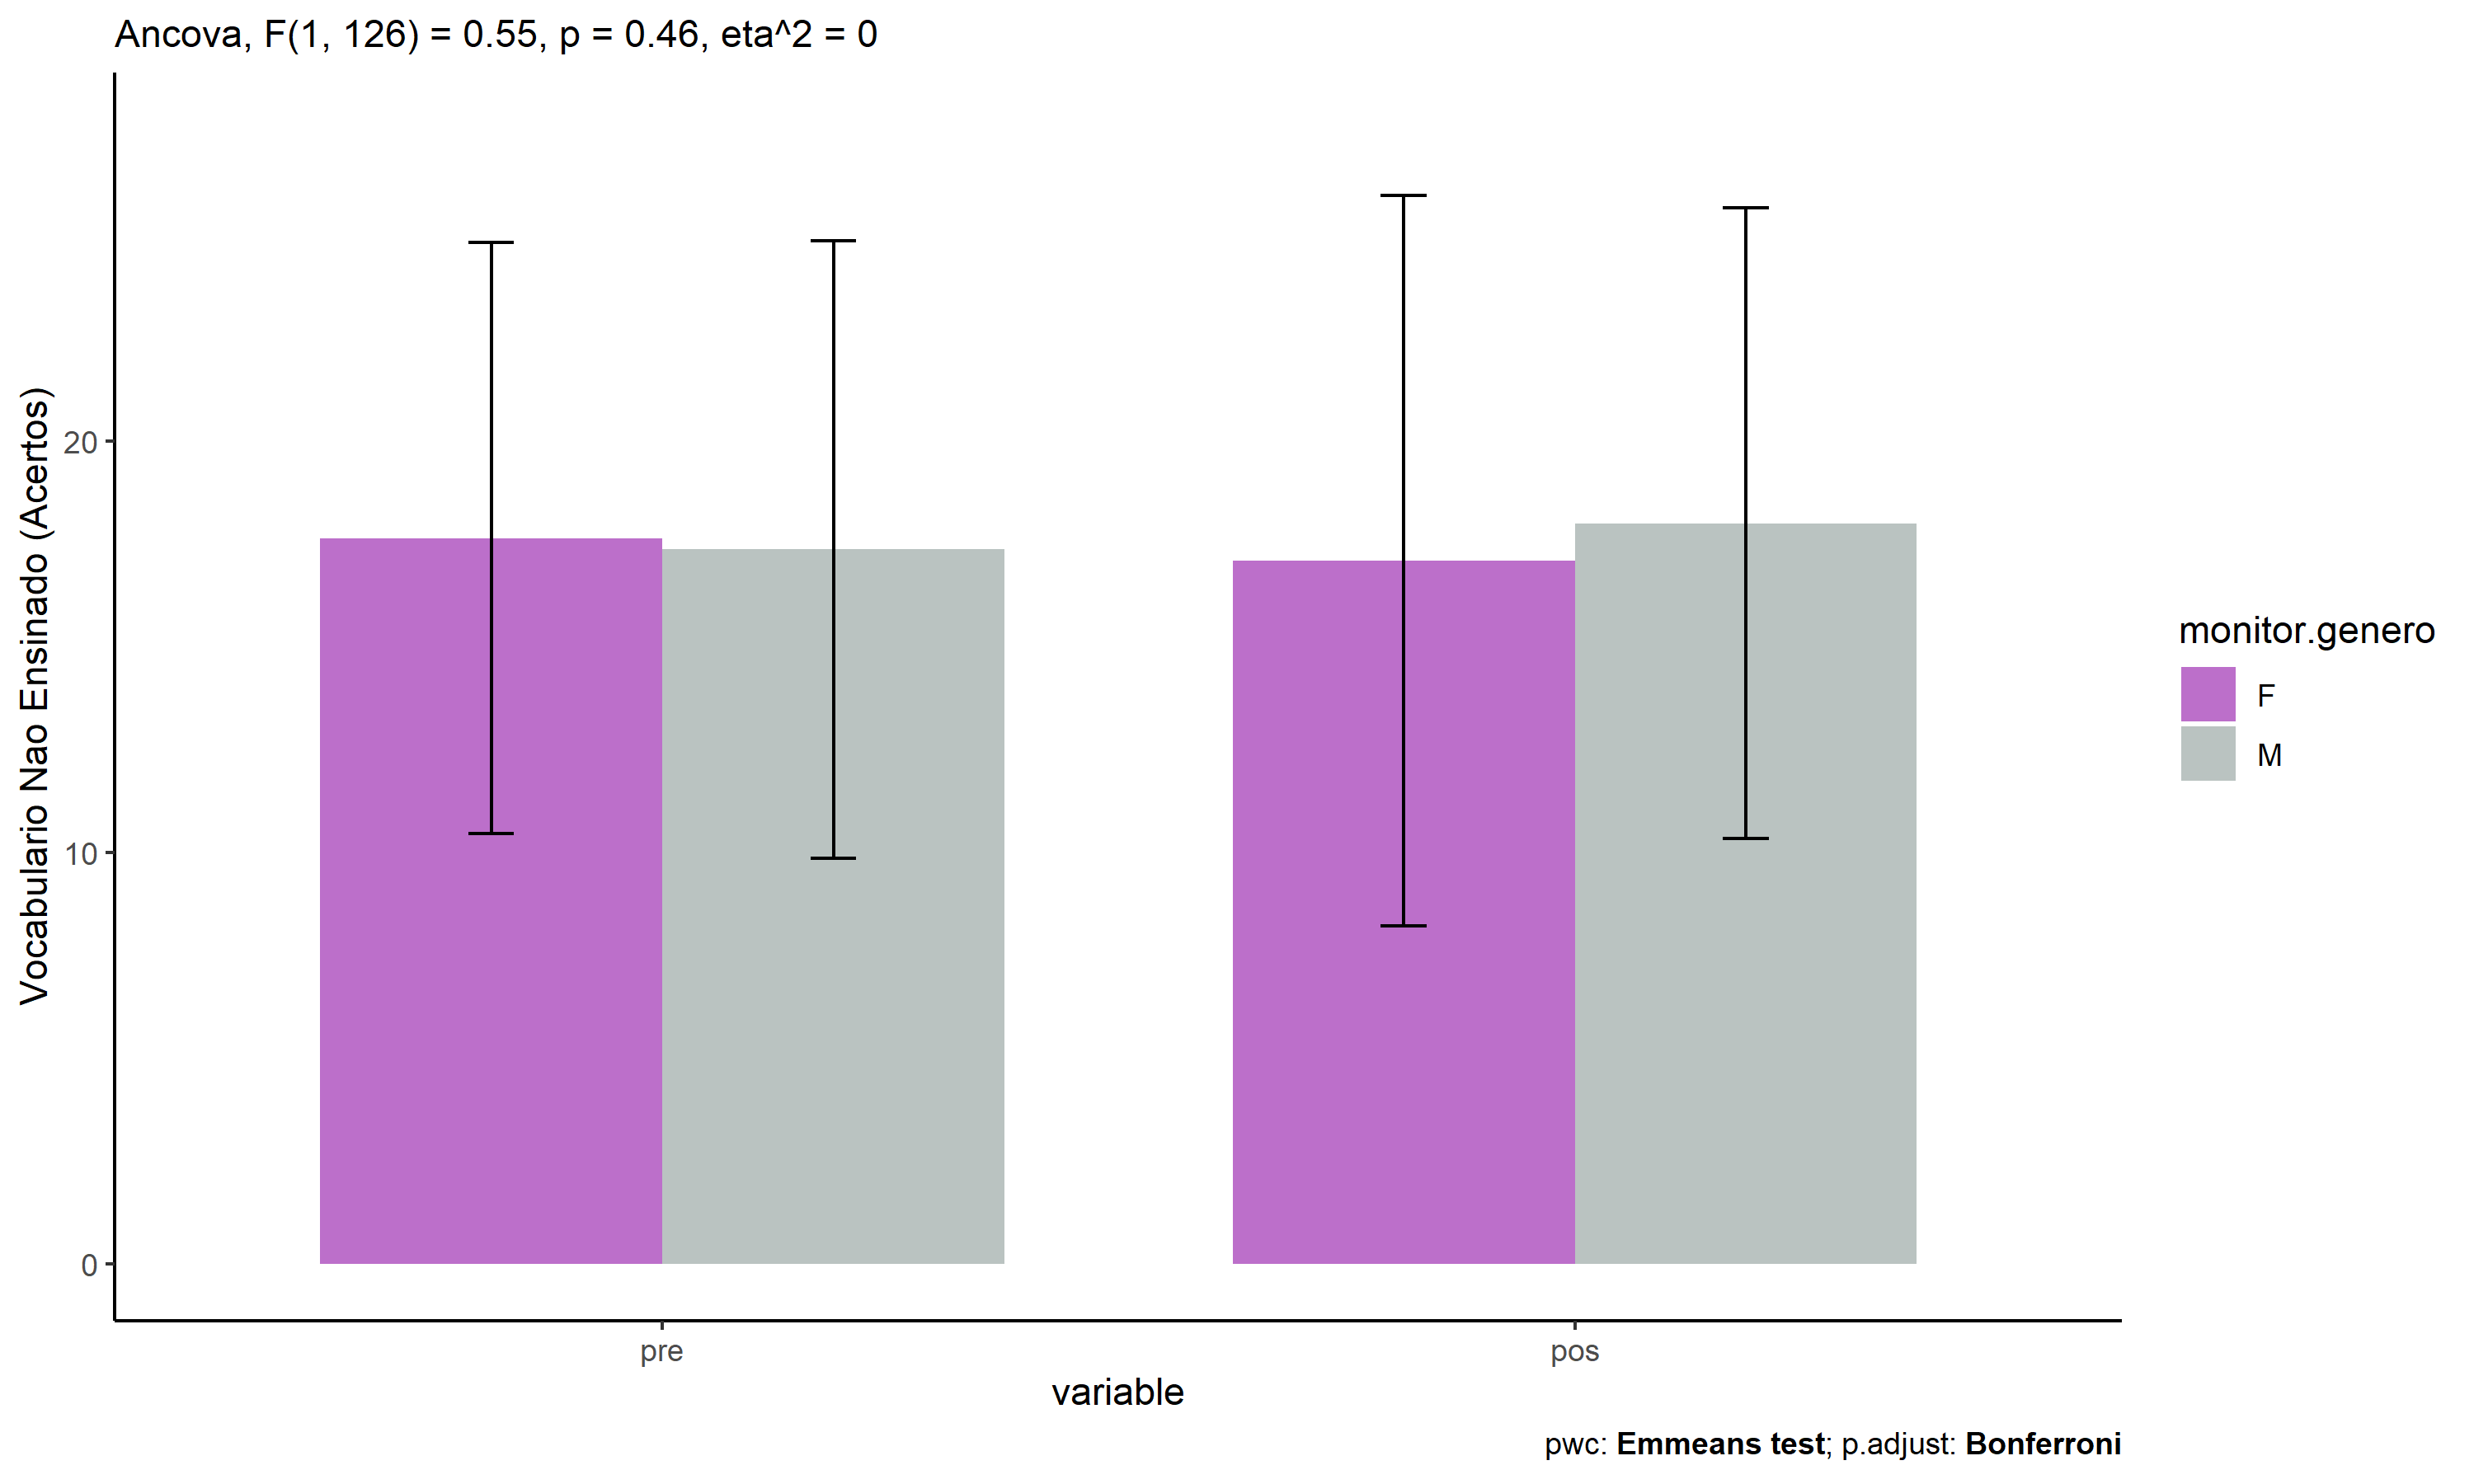 Ancova, F(1, 126) = 0.55, p = 0.46, eta^2 = 0
Vocabulario Nao Ensinado (Acertos)
20
10
0
pre
pos
variable
monitor.genero
F
M
pwc: Emmeans test; p.adjust: Bonferroni